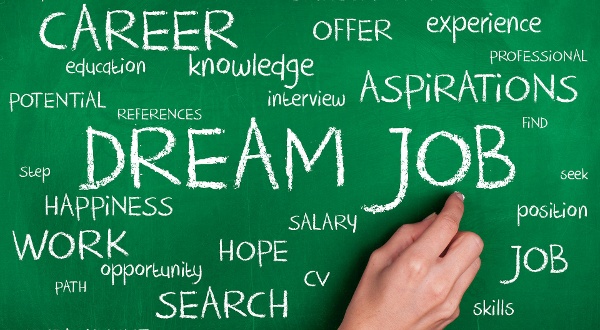 CAREER
OFFER
experience
PROFESSIONAL
education
knowledge
ASPiRATiONS
POTENTiAL
interview
REFERENCES
FiND
DREAM JOB
Step
seek
HAPPiNESS
position
SALARY
WORK
HOPE
JOB
opportunity
CV
PATH
SEARCH
skills